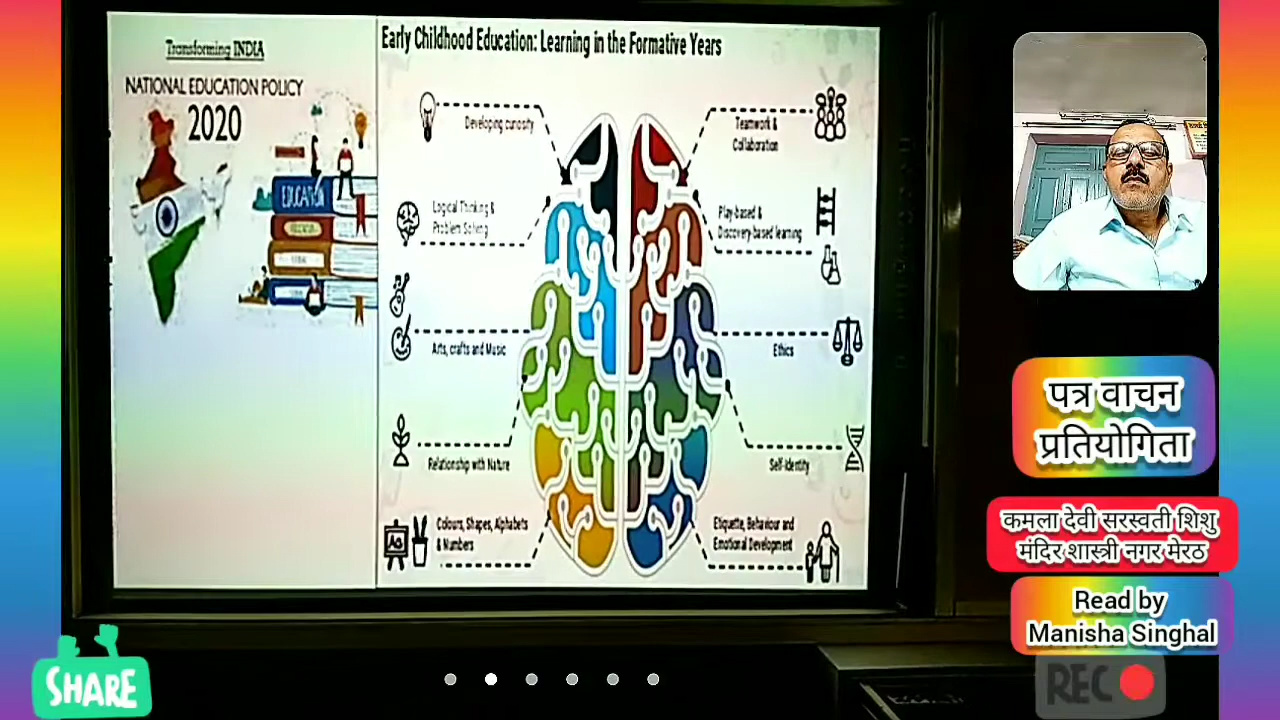 Transforming INDIA
NATIONAL EDUCATION POLICY
2020
EDUCATION
Early Childhood Education: Learning in the Formative Years
Developing curiosity
Teamwork &
Collaboration
Logical Thinking &
Problem Solving
Play-based &
Discovery-based learning
Arts, crafts and Music
Ethics
Relationship with Nature
Self-Identity
Colours, Shapes, Alphabets
& Numbers
Etiquette, Behaviour and
Emotional Development
पत्र वाचन
प्रतियोगिता
कमला देवी सरस्वती शिशु
मंदिर शास्त्री नगर मेरठ
Read by
Manisha Singhal
SHARE
REC